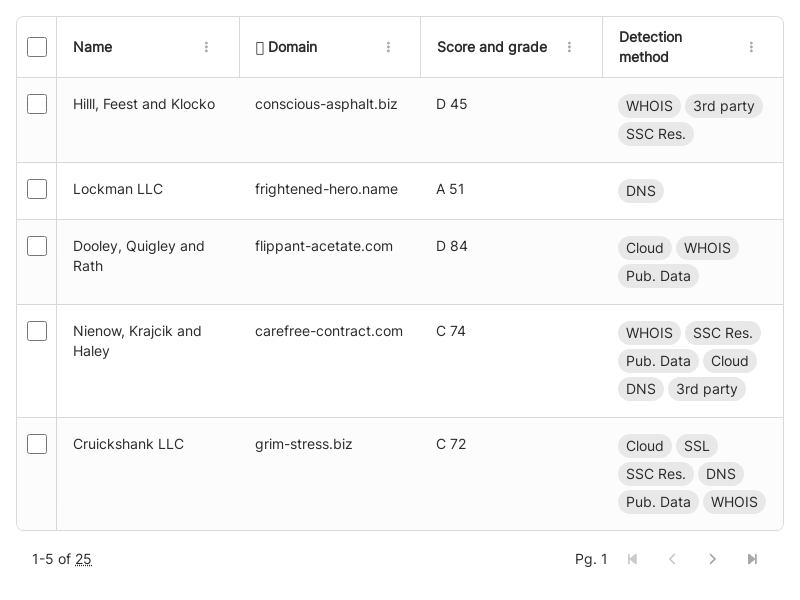 Name
Domain
Score and grade
Detection
method
Hilll, Feest and Klocko
conscious-asphalt.biz
D 45
WHOIS 3rd party
SSC Res.
Lockman LLC
frightened-hero.name
A 51
DNS
Dooley, Quigley and
Rath
flippant-acetate.com
D 84
Cloud WHOIS
Pub. Data
Nienow, Krajcik and
Haley
carefree-contract.com
C 74
WHOIS SSC Res.
Pub. Data Cloud
DNS 3rd party
Cruickshank LLC
grim-stress.biz
C 72
Cloud SSL
SSC Res. DNS
Pub. Data WHOIS
1-5 of 25
Pg. 1